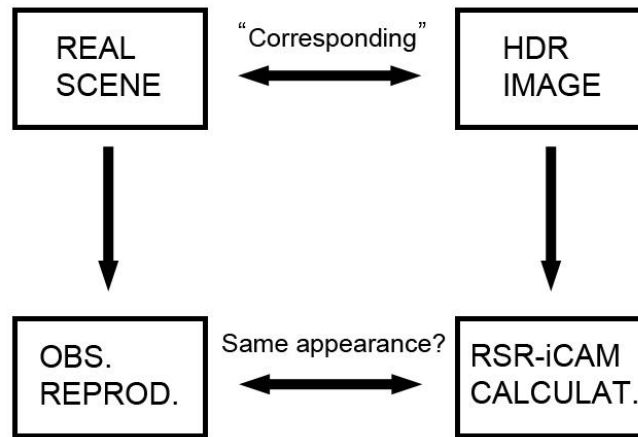 REAL
SCENE
“Corresponding”
HDR
IMAGE
OBS.
REPROD.
Same appearance?
RSR-iCAM
CALCULAT.